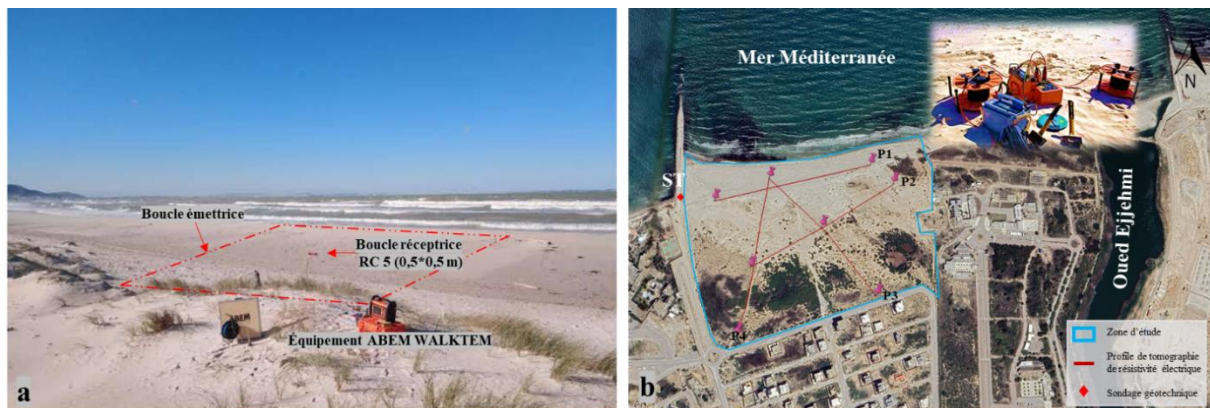 Boucle émettrice
Boucle réceptrice
RC 5 (0,5*0,5 m)
ABEM
Équipement ABEM WALKTEM
a
Mer Méditerranée
N
ST
P1
P2
P3
P4
Oued Ejjehmi
Zone d'étude
Profile de tomographie
de résistivité électrique
Sondage géotechnique
b